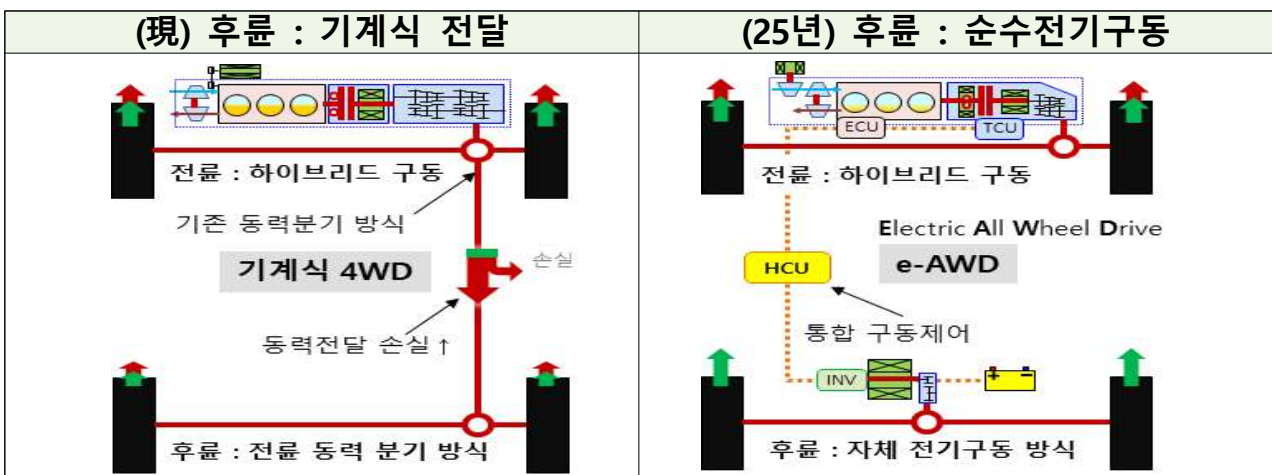 (現) 후륜 : 기계식 전달
전륜 : 하이브리드 구동
기존 동력분기 방식
손실
기계식 4WD
동력전달 손실↑
후륜 : 전륜 동력 분기 방식
(25년) 후륜 : 순수전기구동
ECU
TCU
전륜 : 하이브리드 구동
Electric All Wheel Drive
HCU
e-AWD
통합 구동제어
INV
+ -
후륜 : 자체 전기구동 방식